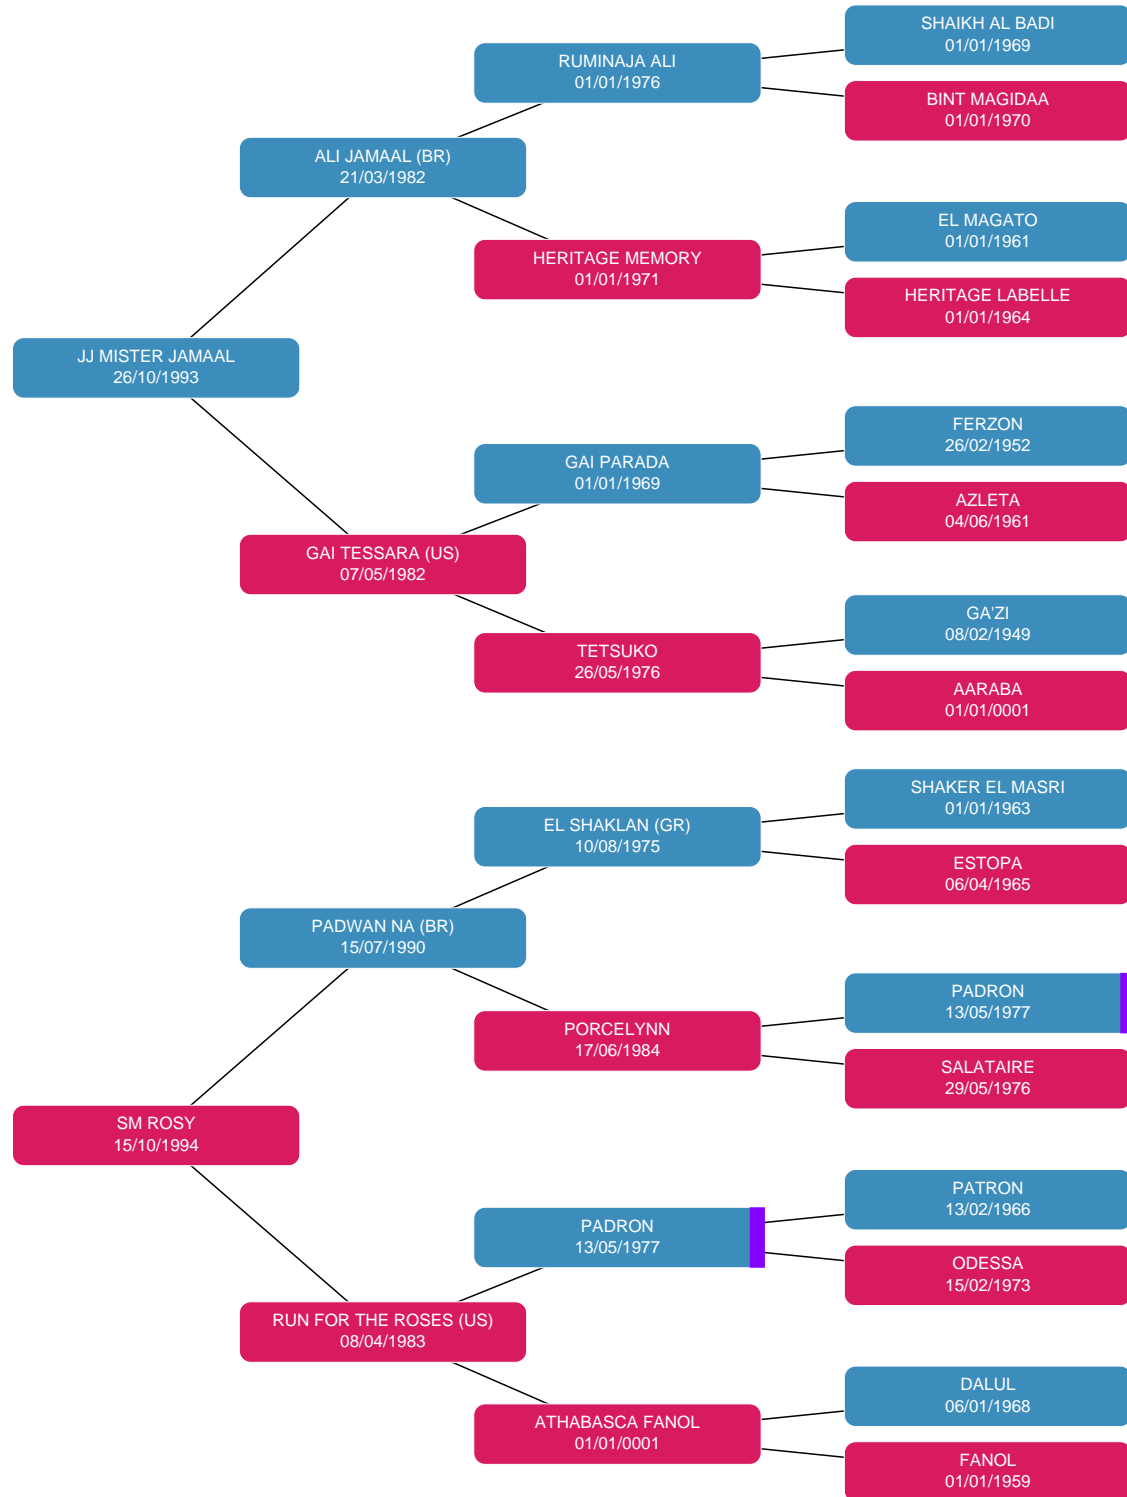 SHAIKH AL BADI
01/01/1969
RUMINAJA ALI
01/01/1976
BINT MAGIDAA
01/01/1970
ALI JAMAAL (BR)
21/03/1982
EL MAGATO
01/01/1961
HERITAGE MEMORY
01/01/1971
HERITAGE LABELLE
01/01/1964
JJ MISTER JAMAAL
26/10/1993
FERZON
26/02/1952
GAI PARADA
01/01/1969
AZLETA
04/06/1961
GAI TESSARA (US)
07/05/1982
GA'ZI
08/02/1949
TETSUKO
26/05/1976
AARABA
01/01/0001
SHAKER EL MASRI
01/01/1963
EL SHAKLAN (GR)
10/08/1975
ESTOPA
06/04/1965
PADWAN NA (BR)
15/07/1990
PADRON
13/05/1977
PORCELYNN
17/06/1984
SALATAIRE
29/05/1976
SM ROSY
15/10/1994
PATRON
13/02/1966
PADRON
13/05/1977
ODESSA
15/02/1973
RUN FOR THE ROSES (US)
08/04/1983
DALUL
06/01/1968
ATHABASCA FANOL
01/01/0001
FANOL
01/01/1959